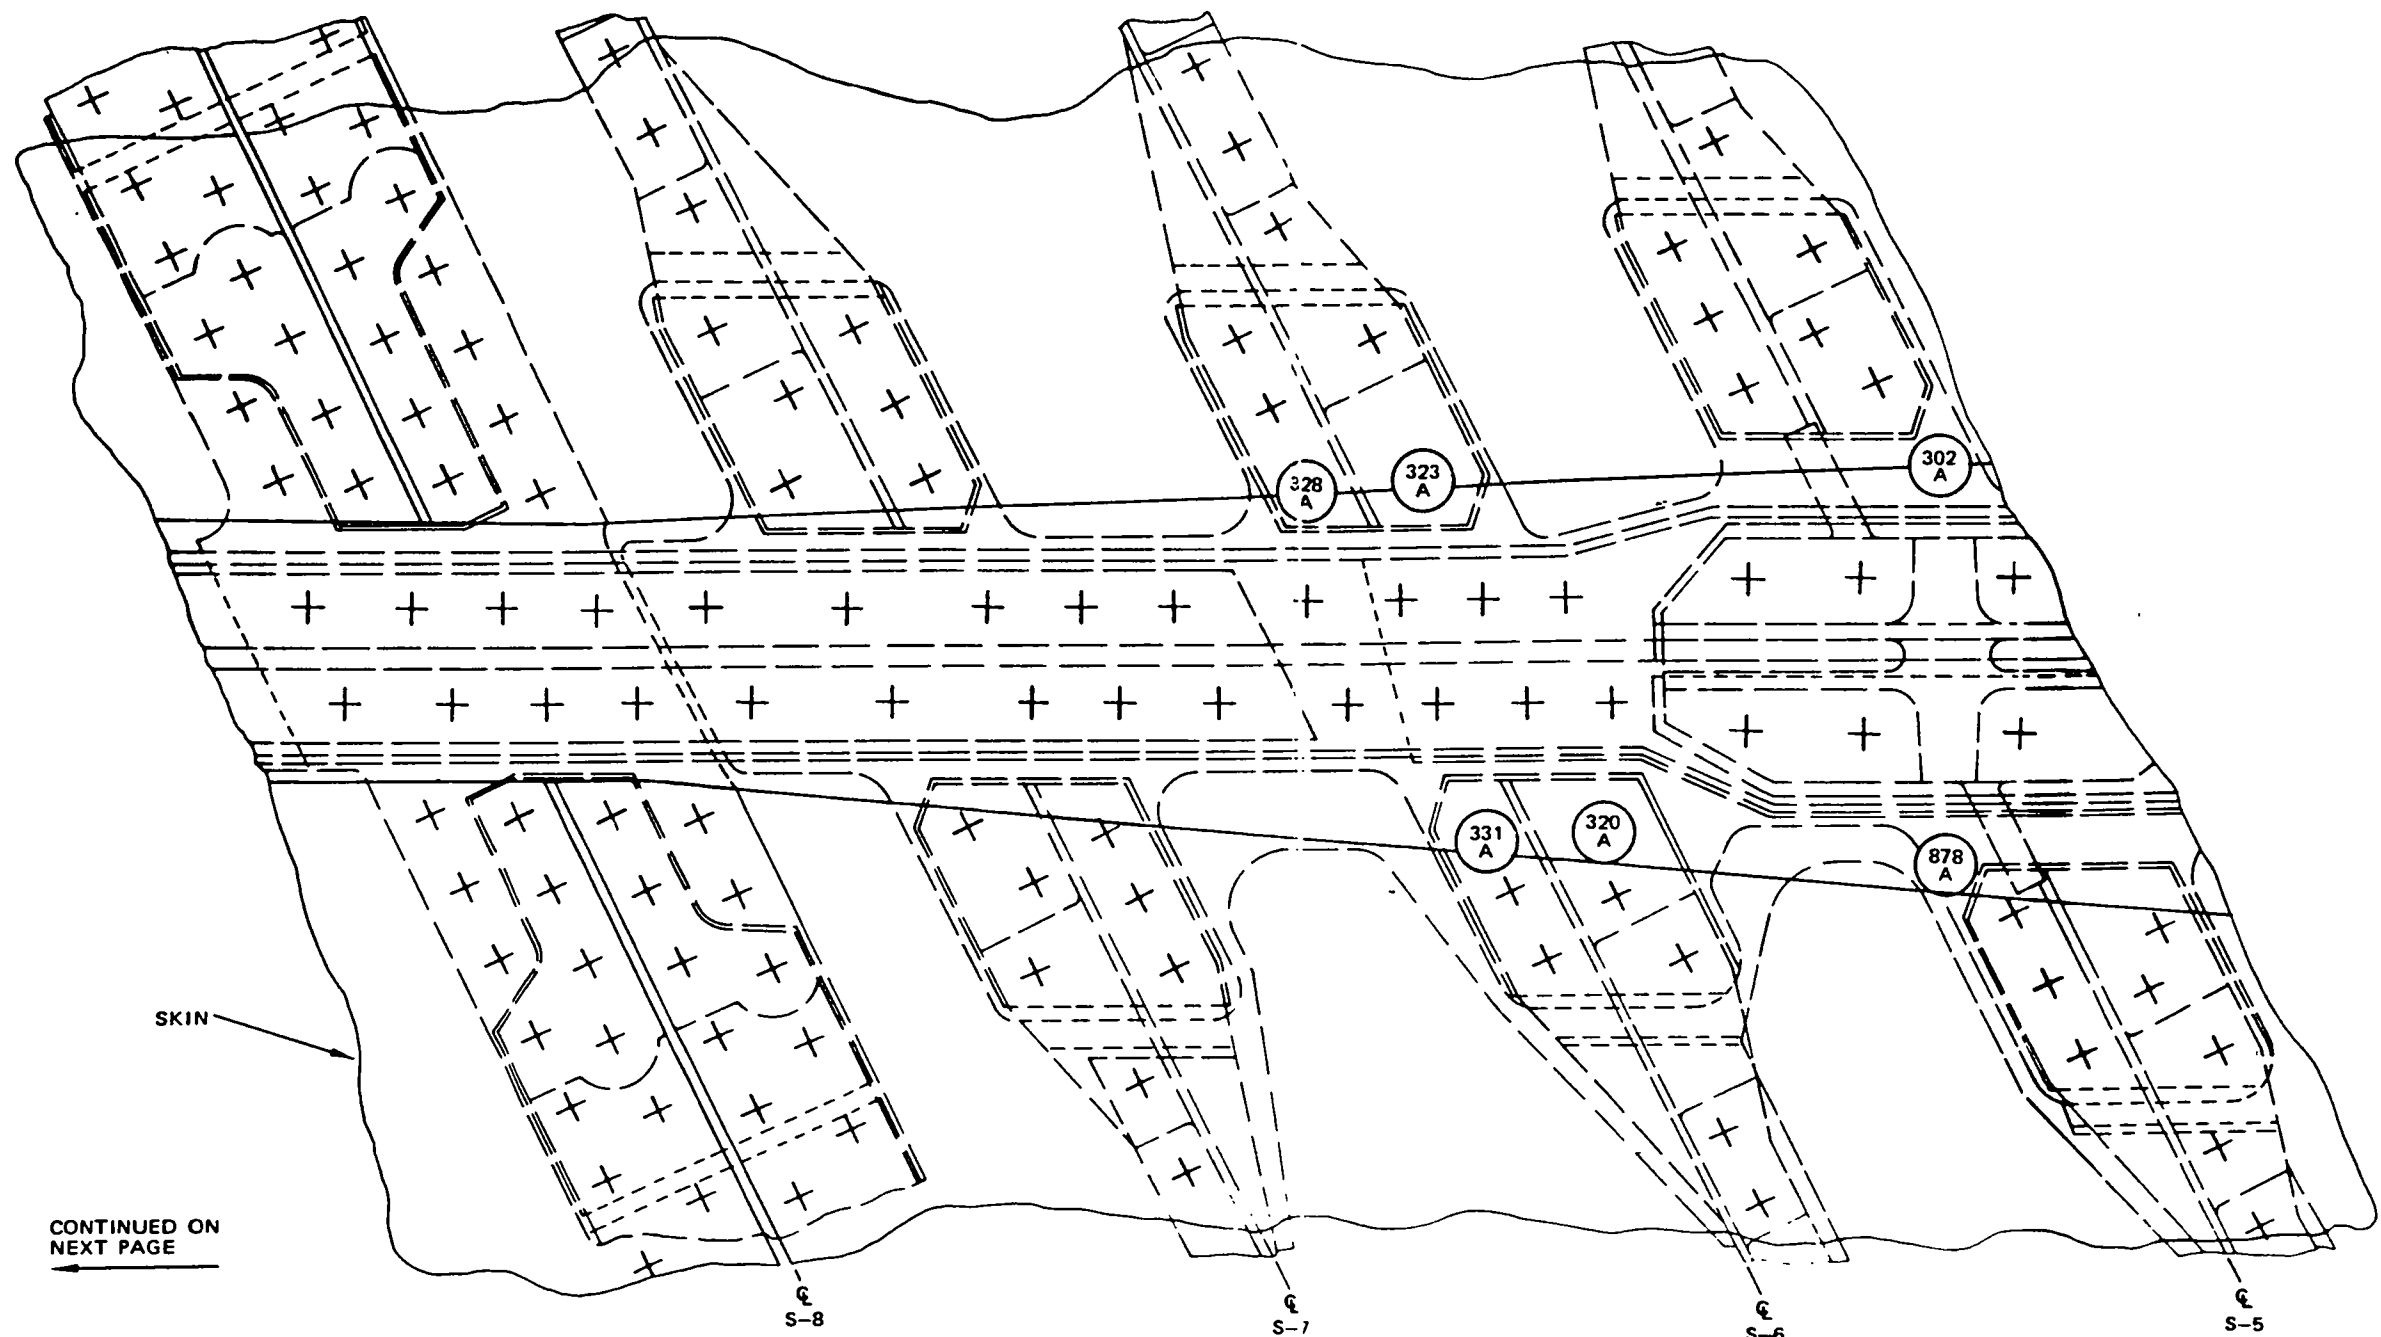 328
A
323
A
302
A
331
A
320
A
878
A
SKIN
CONTINUED ON
NEXT PAGE
℄
S-8
℄
S-7
℄
S-6
℄
S-5